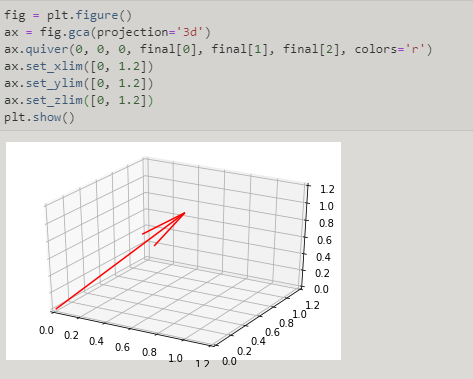 fig = plt.figure()
ax = fig.gca(projection='3d')
ax.quiver(0, 0, 0, final[0], final[1], final[2], colors='r')
ax.set_xlim([0, 1.2])
ax.set_ylim([0, 1.2])
ax.set_zlim([0, 1.2])
plt.show()
1.2
1.0
0.8
0.6
0.4
0.2
0.0
0.0 0.2 0.4 0.6 0.8 1.0 1.2
0.0 0.2 0.4 0.6 0.8 1.0 1.2